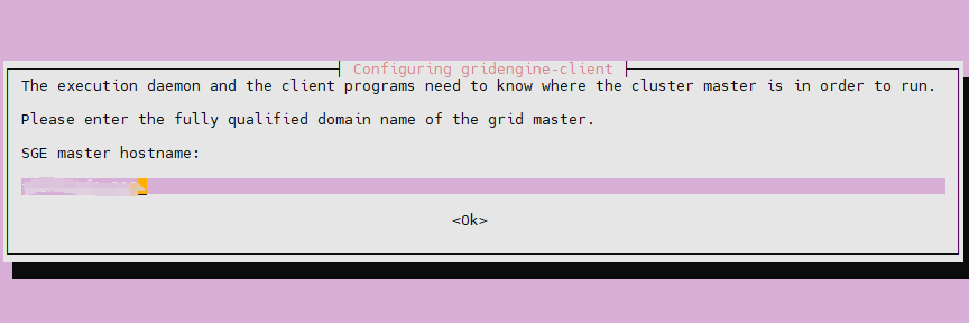 Configuring gridengine-client
The execution daemon and the client programs need to know where the cluster master is in order to run.
Please enter the fully qualified domain name of the grid master.
SGE master hostname:
<Ok>